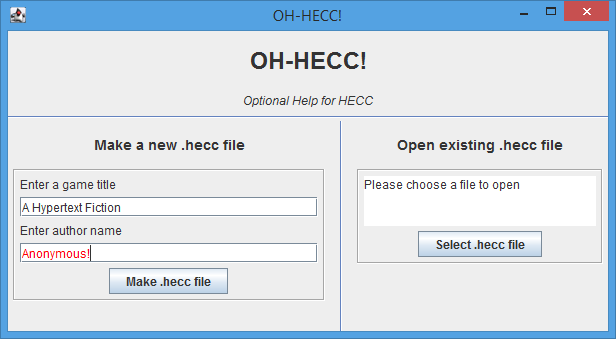 OH-HECC!
OH-HECC!
Optional Help for HECC
Make a new .hecc file
Enter a game title
A Hypertext Fiction
Enter author name
Anonymous!
Make .hecc file
Open existing .hecc file
Please choose a file to open
Select .hecc file